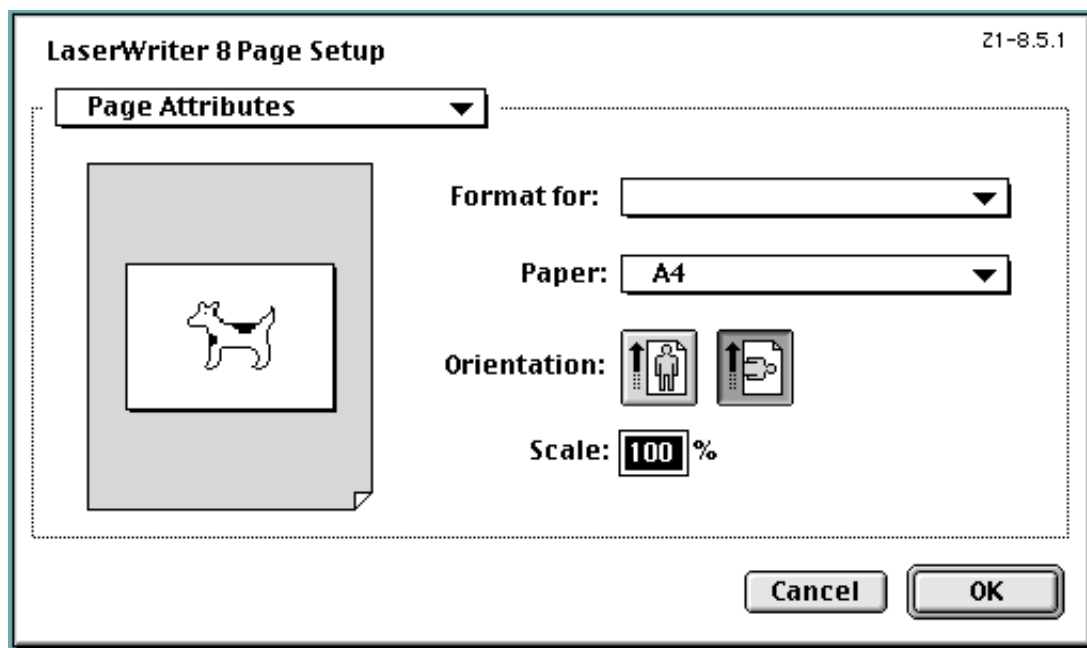 LaserWriter 8 Page Setup
Z1-8.5.1
Page Attributes
Format for:
Paper: A4
Orientation:
Scale: 100 %
Cancel OK